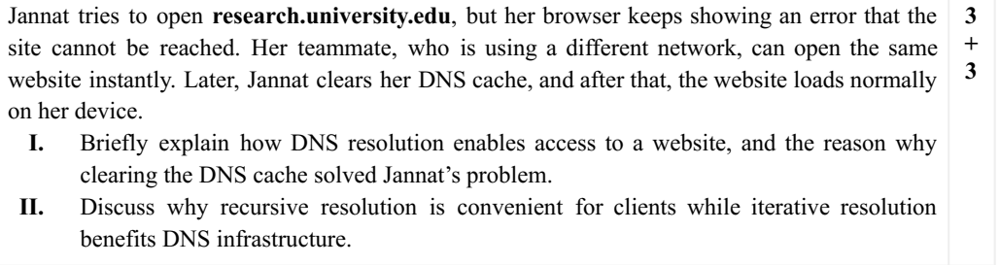 Jannat tries to open research.university.edu, but her browser keeps showing an error that the
site cannot be reached. Her teammate, who is using a different network, can open the same
website instantly. Later, Jannat clears her DNS cache, and after that, the website loads normally
on her device.
I. Briefly explain how DNS resolution enables access to a website, and the reason why
clearing the DNS cache solved Jannat’s problem.
II. Discuss why recursive resolution is convenient for clients while iterative resolution
benefits DNS infrastructure.
3
+
3